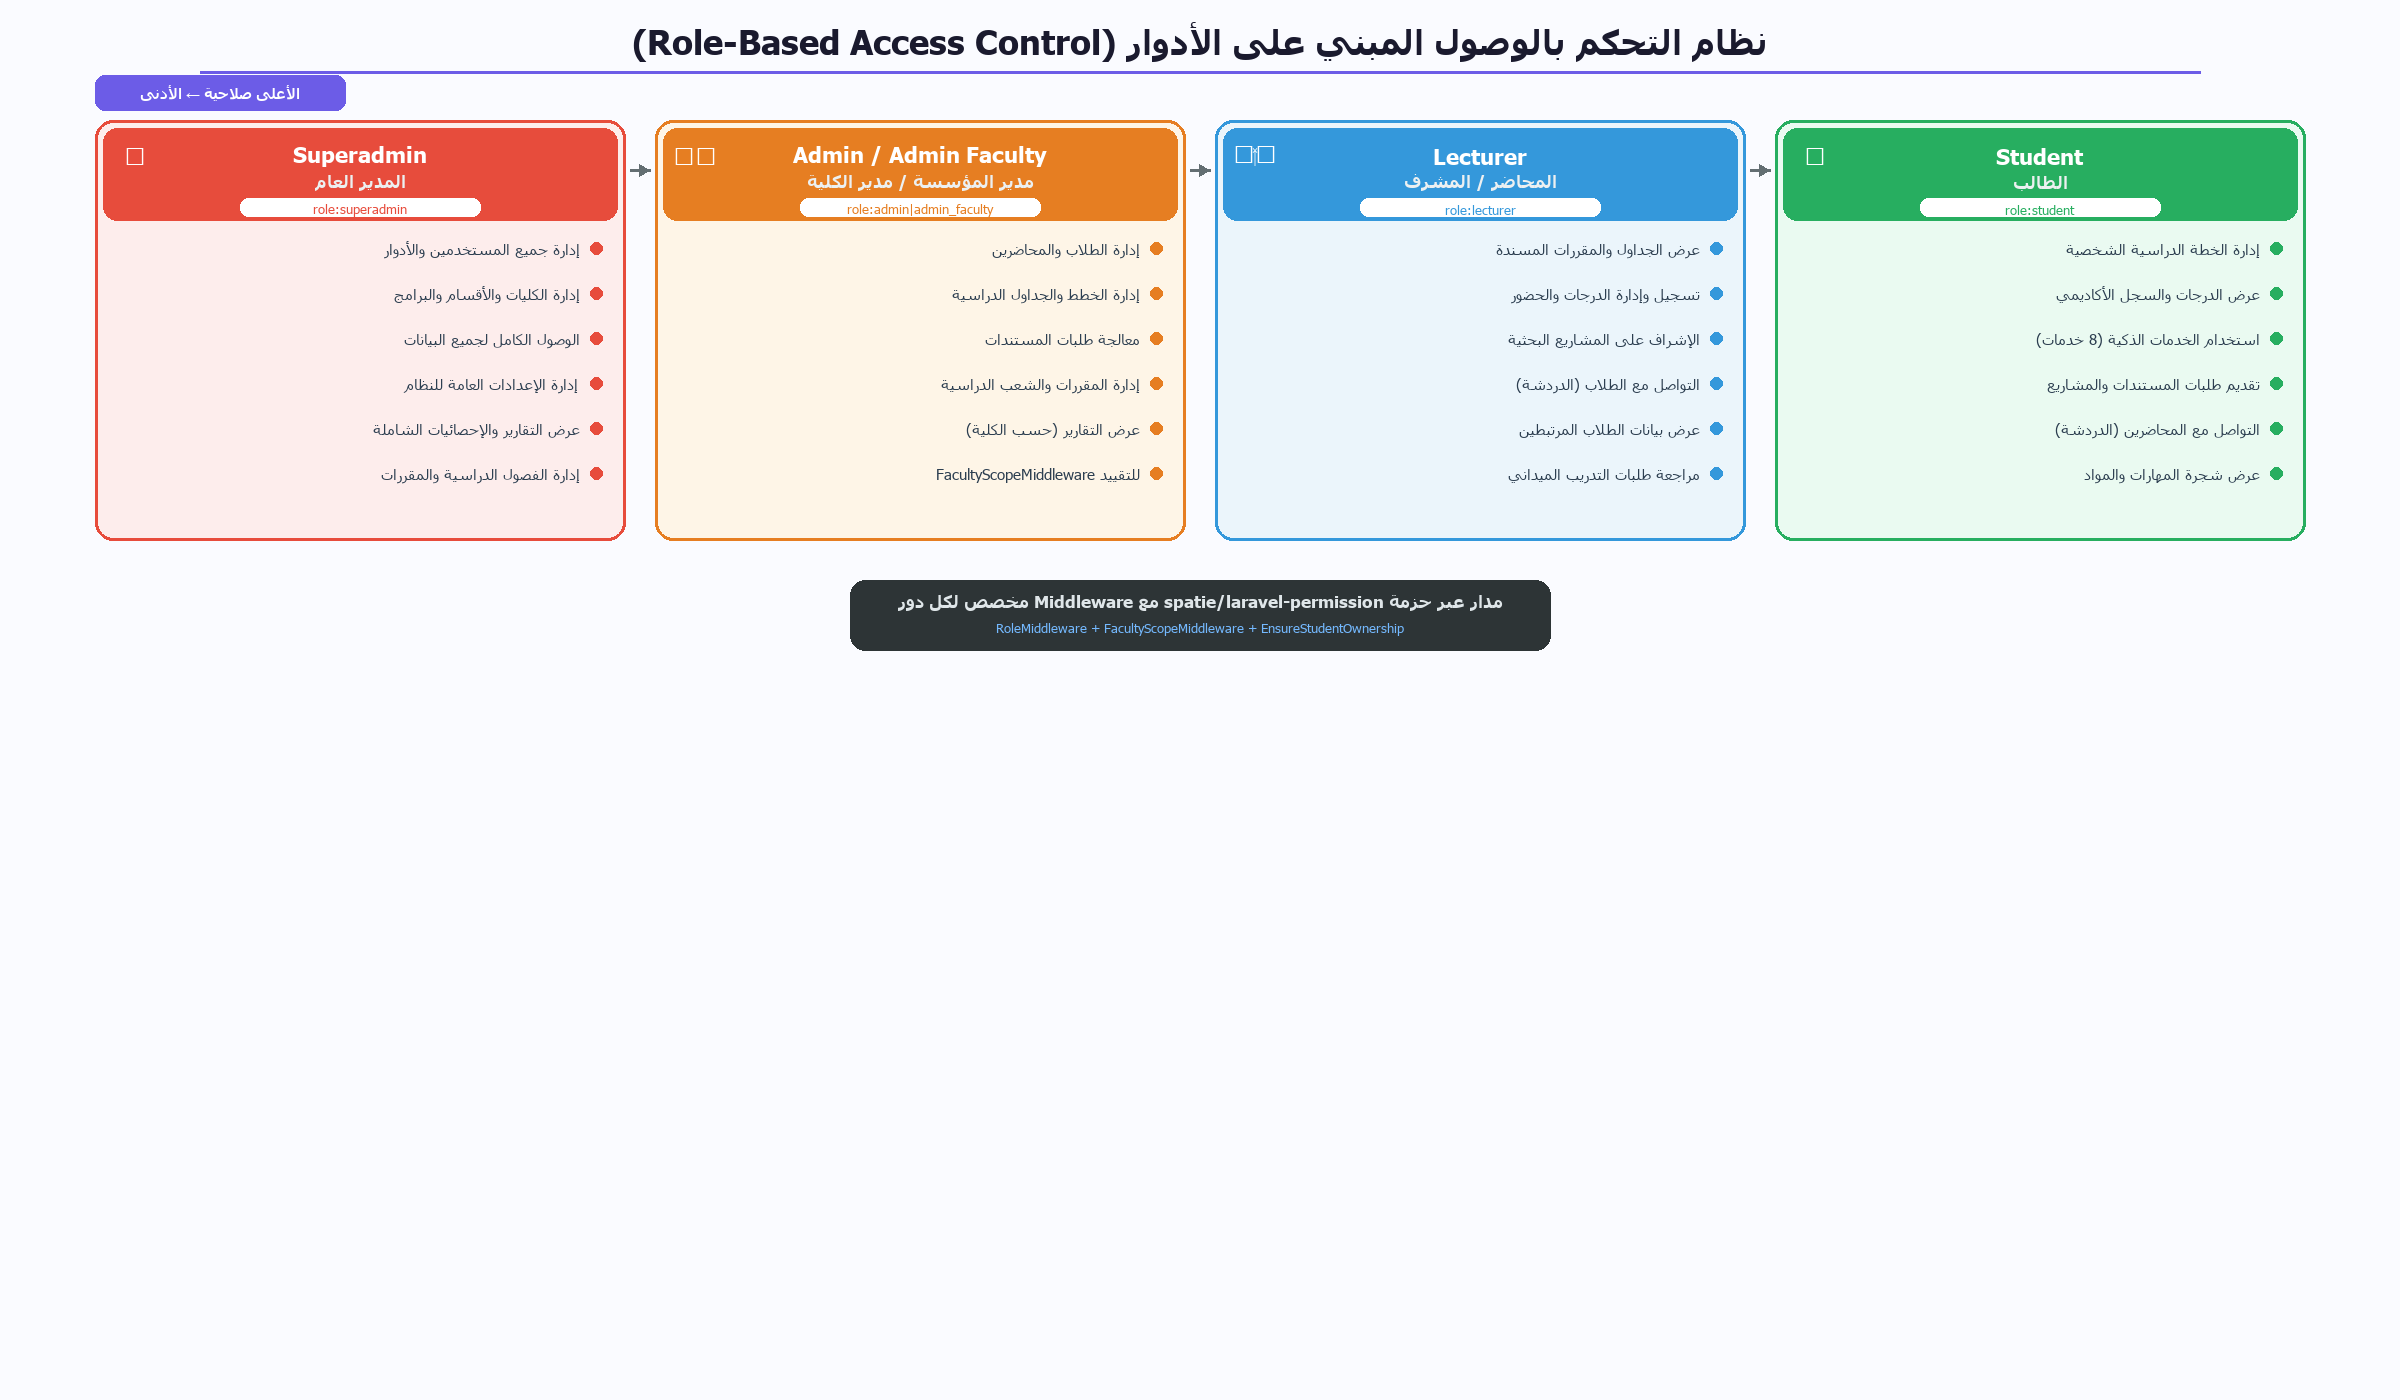 نظام التحكم بالوصول المبني على الأدوار (Role-Based Access Control)
الأعلى صلاحية ← الأدنى
Superadmin
المدير العام
role:superadmin
إدارة جميع المستخدمين والأدوار
إدارة الكليات والأقسام والبرامج
الوصول الكامل لجميع البيانات
إدارة الإعدادات العامة للنظام
عرض التقارير والإحصائيات الشاملة
إدارة الفصول الدراسية والمقررات
Admin / Admin Faculty
مدير المؤسسة / مدير الكلية
role:admin|admin_faculty
إدارة الطلاب والمحاضرين
إدارة الخطط والجداول الدراسية
معالجة طلبات المستندات
إدارة المقررات والشعب الدراسية
عرض التقارير (حسب الكلية)
للتقييد FacultyScopeMiddleware
Lecturer
المحاضر / المشرف
role:lecturer
عرض الجداول والمقررات المسندة
تسجيل وإدارة الدرجات والحضور
الإشراف على المشاريع البحثية
التواصل مع الطلاب (الدردشة)
عرض بيانات الطلاب المرتبطين
مراجعة طلبات التدريب الميداني
Student
الطالب
role:student
إدارة الخطة الدراسية الشخصية
عرض الدرجات والسجل الأكاديمي
استخدام الخدمات الذكية (8 خدمات)
تقديم طلبات المستندات والمشاريع
التواصل مع المحاضرين (الدردشة)
عرض شجرة المهارات والمواد
مدار عبر حزمة spatie/laravel-permission مع Middleware مخصص لكل دور
RoleMiddleware + FacultyScopeMiddleware + EnsureStudentOwnership